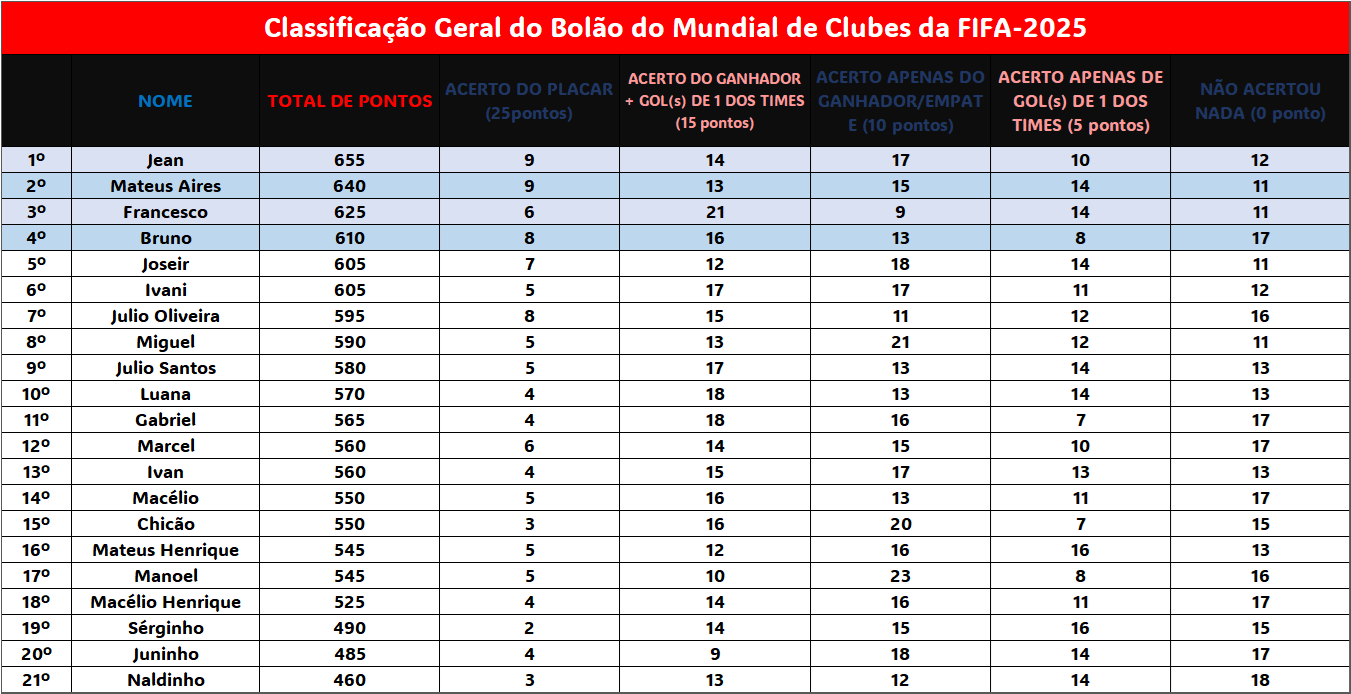 Classificação Geral do Bolão do Mundial de Clubes da FIFA-2025
NOME TOTAL DE PONTOS ACERTO DO PLACAR (25pontos) ACERTO DO GANHADOR + GOL(s) DE 1 DOS TIMES (15 pontos) ACERTO APENAS DO GANHADOR/EMPATE (10 pontos) ACERTO APENAS DE GOL(s) DE 1 DOS TIMES (5 pontos) NÃO ACERTOU NADA (0 ponto)
1º Jean 655 9 14 17 10 12
2º Mateus Aires 640 9 13 15 14 11
3º Francesco 625 6 21 9 14 11
4º Bruno 610 8 16 13 8 17
5º Joseir 605 7 12 18 14 11
6º Ivani 605 5 17 17 11 12
7º Julio Oliveira 595 8 15 11 12 16
8º Miguel 590 5 13 21 12 11
9º Julio Santos 580 5 17 13 14 13
10º Luana 570 4 18 13 14 13
11º Gabriel 565 4 18 16 7 17
12º Marcel 560 6 14 15 10 17
13º Ivan 560 4 15 17 13 13
14º Macélio 550 5 16 13 11 17
15º Chicão 550 3 16 20 7 15
16º Mateus Henrique 545 5 12 16 16 13
17º Manoel 545 5 10 23 8 16
18º Macélio Henrique 525 4 14 16 11 17
19º Sérginho 490 2 14 15 16 15
20º Juninho 485 4 9 18 14 17
21º Naldinho 460 3 13 12 14 18